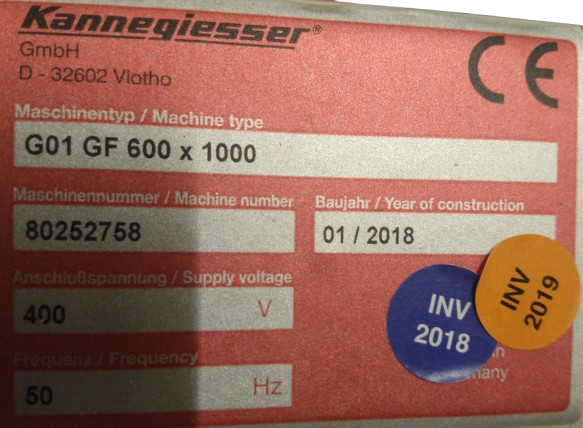 Kannegiesser®
GmbH
D - 32602 Vlotho
CE
Maschinentyp / Machine type
G01 GF 600 x 1000
Maschinennummer / Machine number
80252758
Baujahr / Year of construction
01 / 2018
Anschlußspannung / Supply voltage
400 V
INV
2018
INV
2019
Frequenz / Frequency
50 Hz